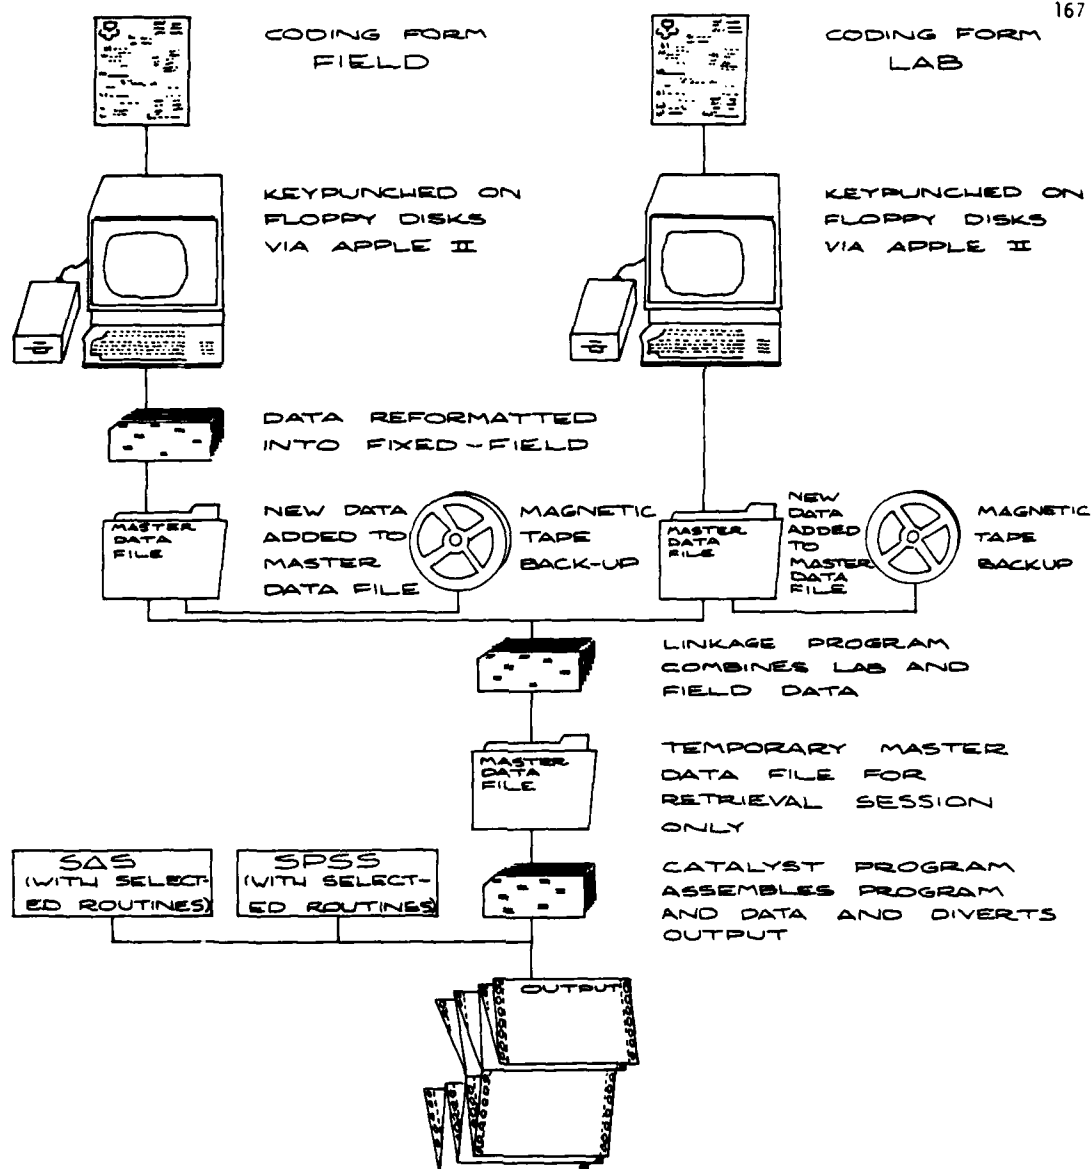 167
CODING FORM
FIELD
CODING FORM
LAB
KEYPUNCHED ON
FLOPPY DISKS
VIA APPLE II
KEYPUNCHED ON
FLOPPY DISKS
VIA APPLE II
DATA REFORMATTED
INTO FIXED-FIELD
MASTER
DATA
FILE
NEW DATA
ADDED TO
MASTER
DATA FILE
MAGNETIC
TAPE
BACK-UP
MASTER
DATA
FILE
NEW
DATA
ADDED
TO
MASTER
DATA
FILE
MAGNETIC
TAPE
BACKUP
LINKAGE PROGRAM
COMBINES LAB AND
FIELD DATA
MASTER
DATA
FILE
TEMPORARY MASTER
DATA FILE FOR
RETRIEVAL SESSION
ONLY
SAS
(WITH SELECT-
ED ROUTINES)
SPSS
(WITH SELECT-
ED ROUTINES)
CATALYST PROGRAM
ASSEMBLES PROGRAM
AND DATA AND DIVERTS
OUTPUT
OUTPUT